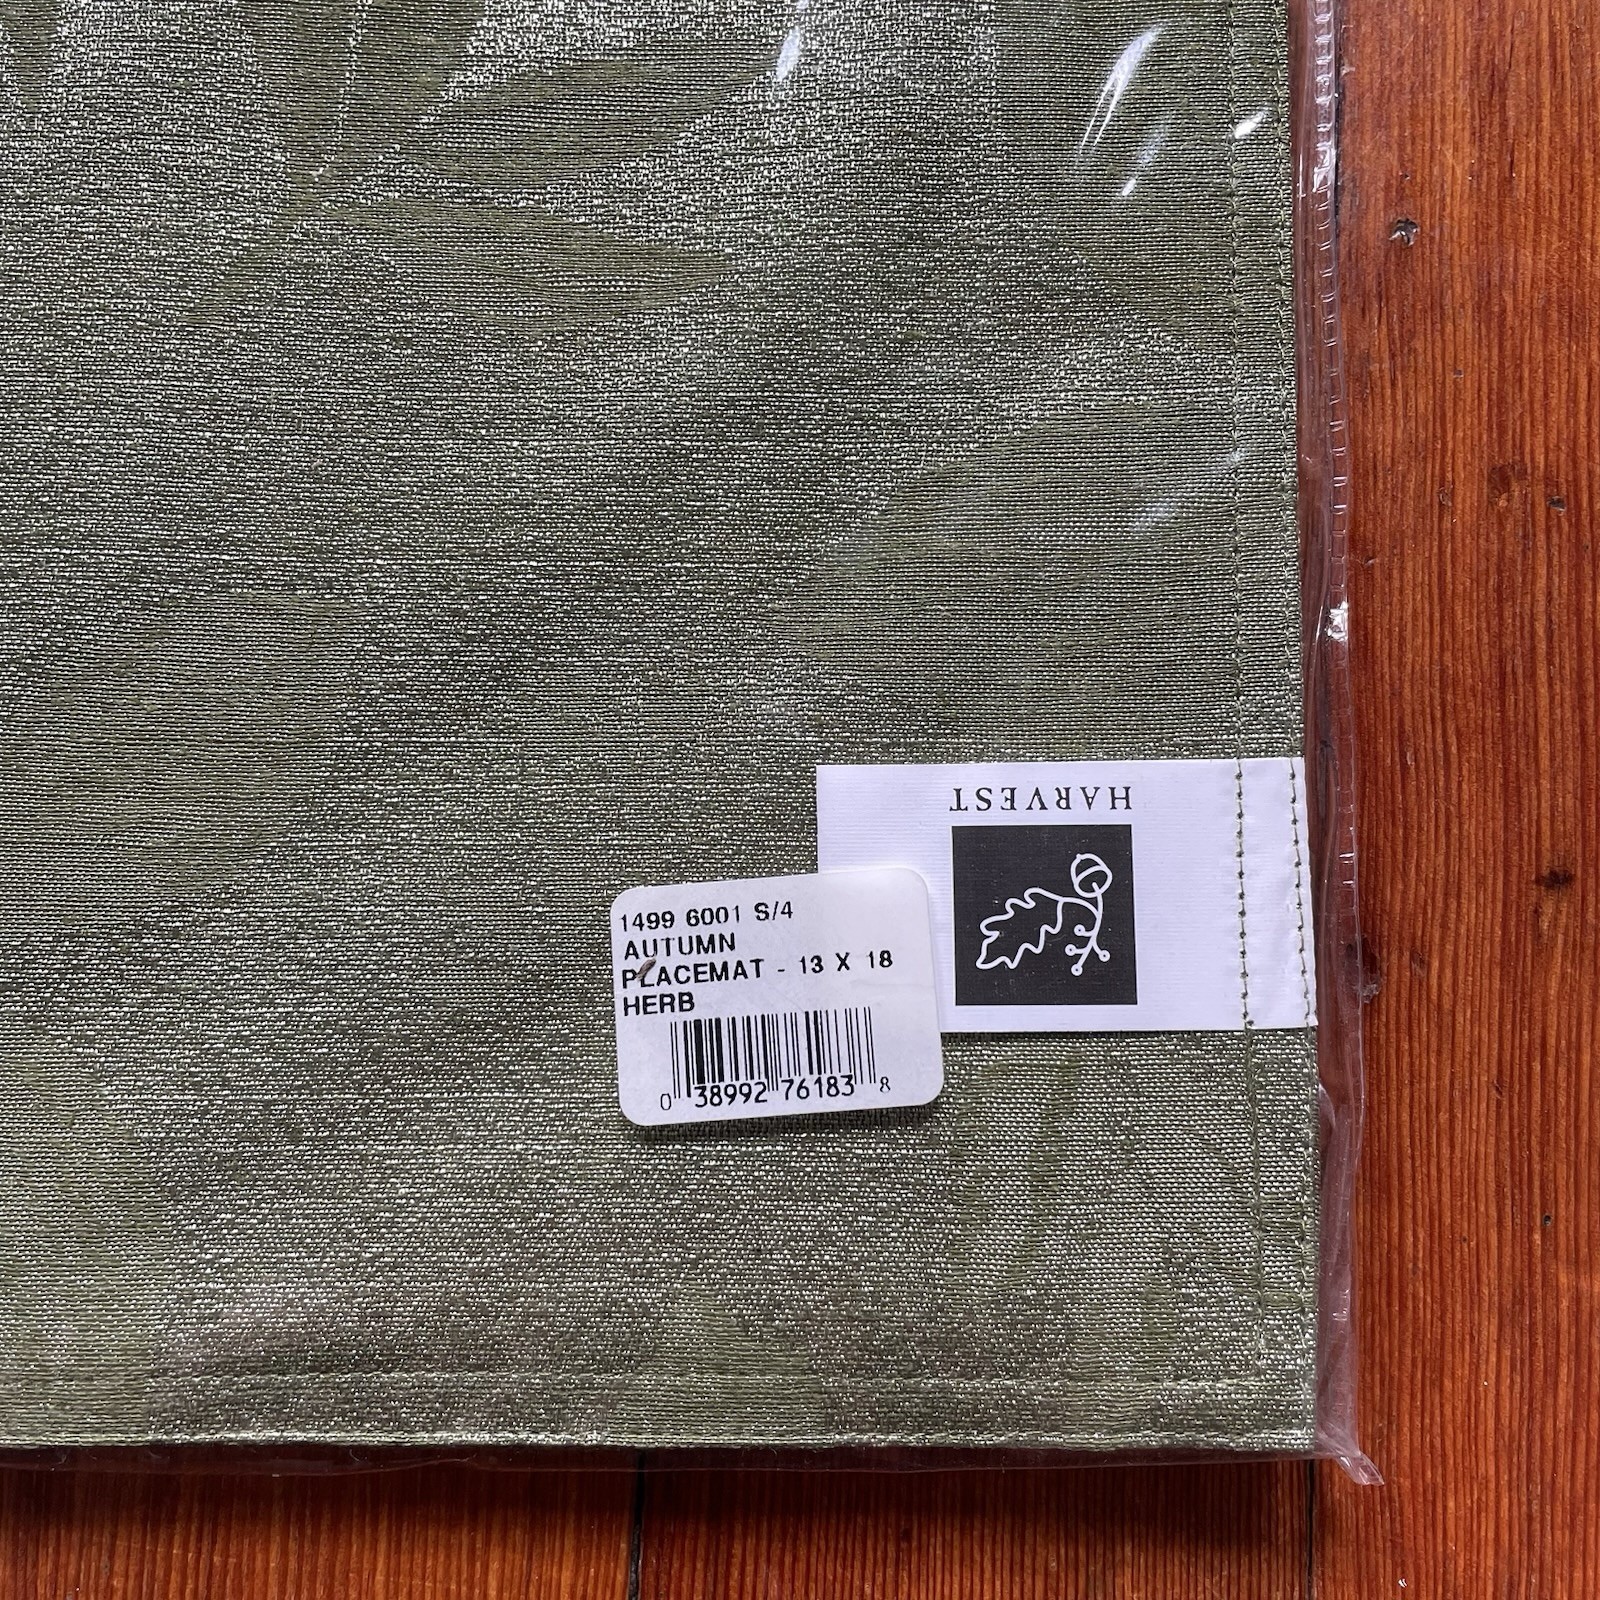 HARVEST
1499 6001 S/4
AUTUMN
PLACEMAT - 13 X 18
HERB
0 38992 76183 8